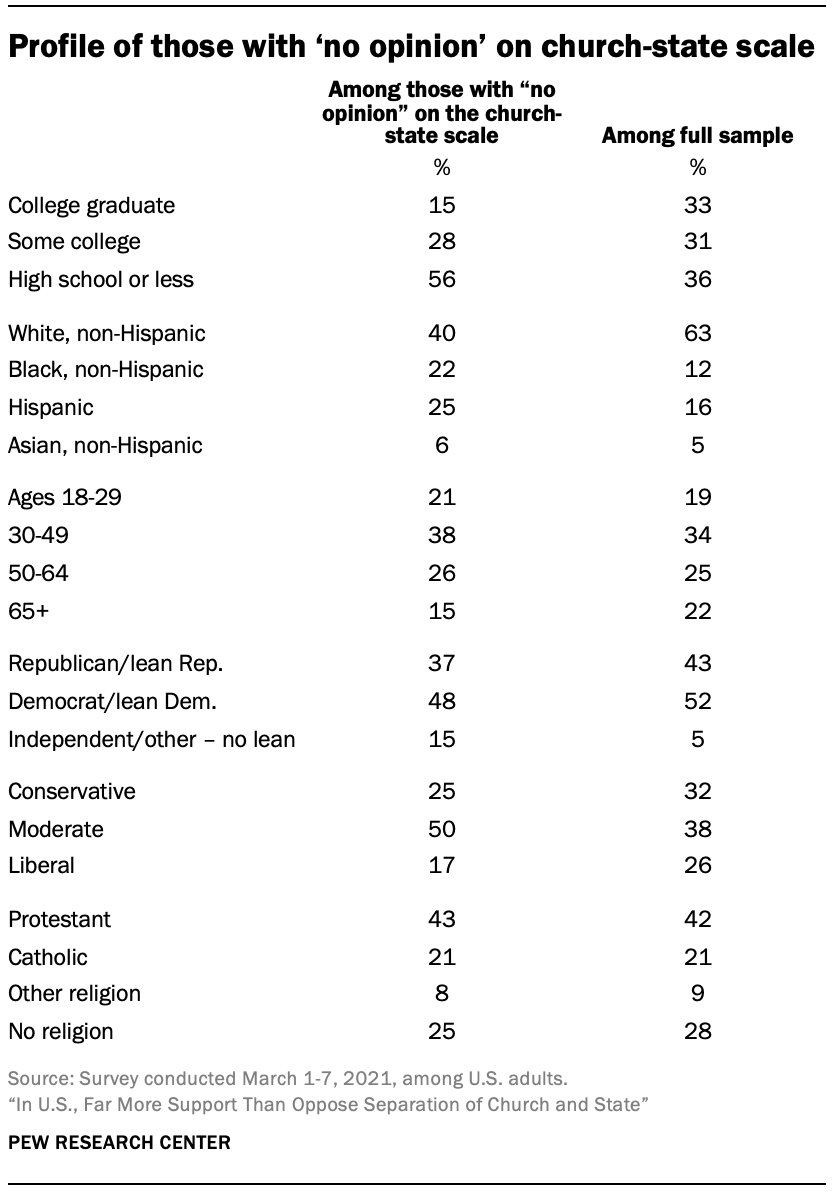 Profile of those with ‘no opinion’ on church-state scale
Among those with “no
opinion” on the church-
state scale
Among full sample
% %
College graduate 15 33
Some college 28 31
High school or less 56 36
White, non-Hispanic 40 63
Black, non-Hispanic 22 12
Hispanic 25 16
Asian, non-Hispanic 6 5
Ages 18-29 21 19
30-49 38 34
50-64 26 25
65+ 15 22
Republican/lean Rep. 37 43
Democrat/lean Dem. 48 52
Independent/other – no lean 15 5
Conservative 25 32
Moderate 50 38
Liberal 17 26
Protestant 43 42
Catholic 21 21
Other religion 8 9
No religion 25 28
Source: Survey conducted March 1-7, 2021, among U.S. adults.
“In U.S., Far More Support Than Oppose Separation of Church and State”
PEW RESEARCH CENTER